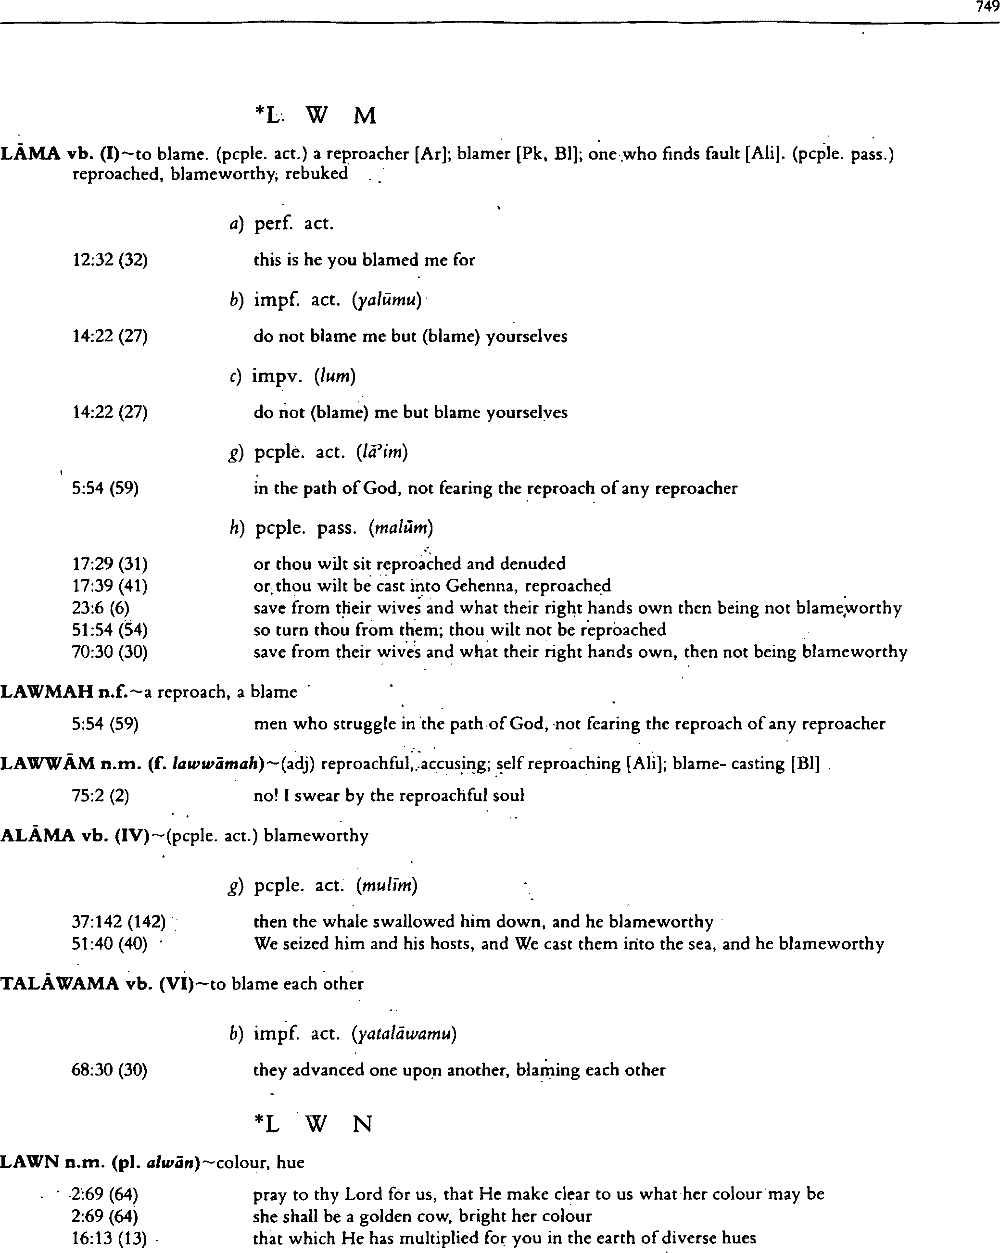 749
*L W M
LĀMA vb. (I)~to blame. (pcple. act.) a reproacher [Ar]; blamer [Pk, Bl]; one who finds fault [Ali]. (pcple. pass.)
reproached, blameworthy; rebuked
a) perf. act.
12:32 (32) this is he you blamed me for
b) impf. act. (yalūmu)
14:22 (27) do not blame me but (blame) yourselves
c) impv. (lum)
14:22 (27) do not (blame) me but blame yourselves
g) pcple. act. (lāʾim)
5:54 (59) in the path of God, not fearing the reproach of any reproacher
h) pcple. pass. (malūm)
17:29 (31) or thou wilt sit reproached and denuded
17:39 (41) or thou wilt be cast into Gehenna, reproached
23:6 (6) save from their wives and what their right hands own then being not blameworthy
51:54 (54) so turn thou from them; thou wilt not be reproached
70:30 (30) save from their wives and what their right hands own, then not being blameworthy
LAWMAH n.f.~a reproach, a blame
5:54 (59) men who struggle in the path of God, not fearing the reproach of any reproacher
LAWWĀM n.m. (f. lawwāmah)~(adj) reproachful, accusing; self reproaching [Ali]; blame- casting [Bl]
75:2 (2) no! I swear by the reproachful soul
ALĀMA vb. (IV)~(pcple. act.) blameworthy
g) pcple. act. (mulīm)
37:142 (142) then the whale swallowed him down, and he blameworthy
51:40 (40) We seized him and his hosts, and We cast them into the sea, and he blameworthy
TALĀWAMA vb. (VI)~to blame each other
b) impf. act. (yatalāwamu)
68:30 (30) they advanced one upon another, blaming each other
*L W N
LAWN n.m. (pl. alwān)~colour, hue
2:69 (64) pray to thy Lord for us, that He make clear to us what her colour may be
2:69 (64) she shall be a golden cow, bright her colour
16:13 (13) that which He has multiplied for you in the earth of diverse hues